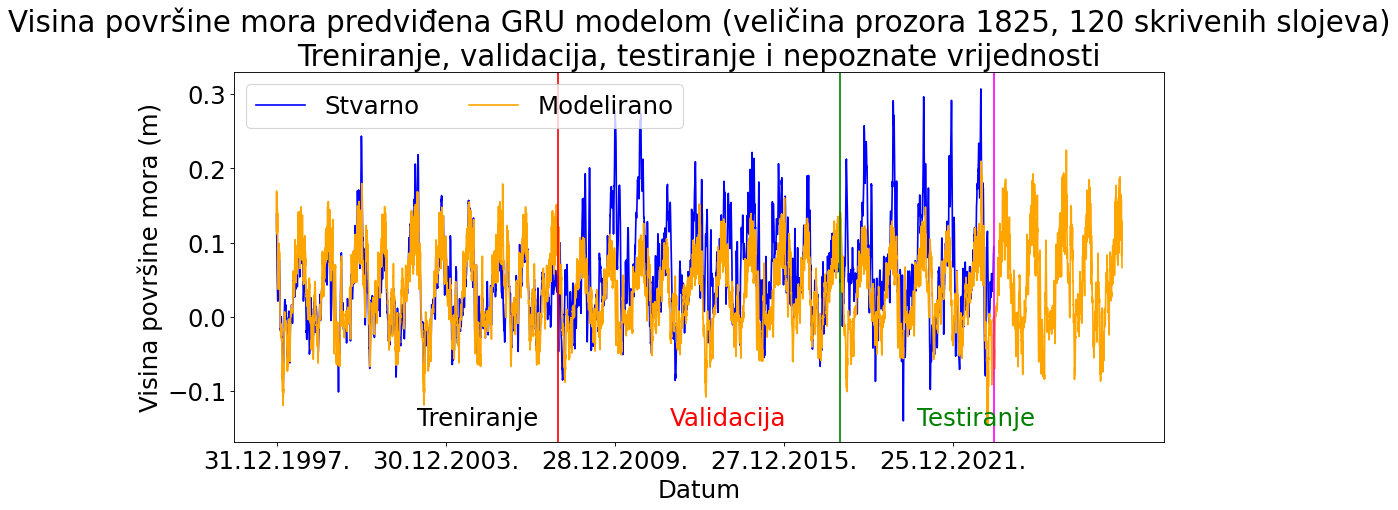 Visina površine mora predviđena GRU modelom (veličina prozora 1825, 120 skrivenih slojeva)
Treniranje, validacija, testiranje i nepoznate vrijednosti
Stvarno
Modelirano
Visina površine mora (m)
0.3
0.2
0.1
0.0
−0.1
Treniranje
Validacija
Testiranje
31.12.1997.
30.12.2003.
28.12.2009.
27.12.2015.
25.12.2021.
Datum